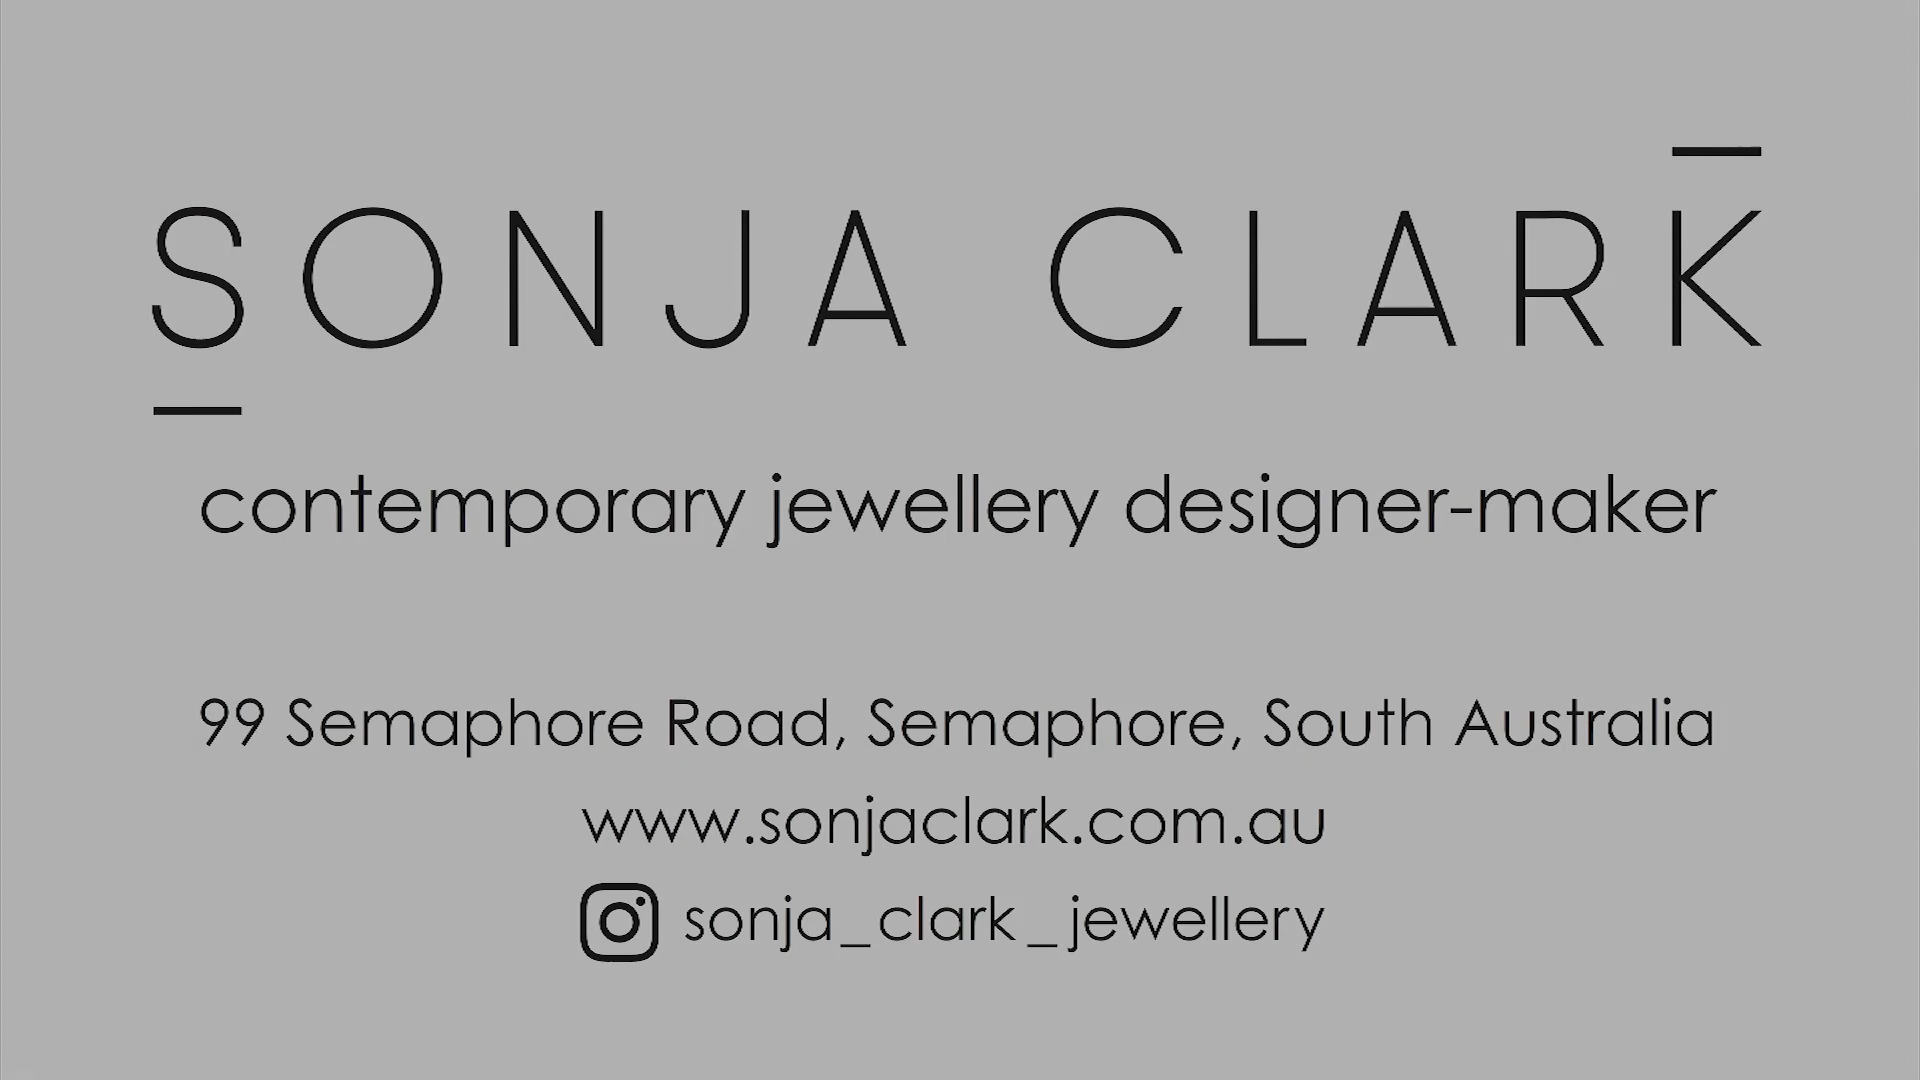 SONJA CLARK
contemporary jewellery designer-maker
99 Semaphore Road, Semaphore, South Australia
www.sonjaclark.com.au
sonja_clark_jewellery